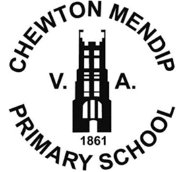 CHEWTON MENDIP
V. A.
1861
PRIMARY SCHOOL